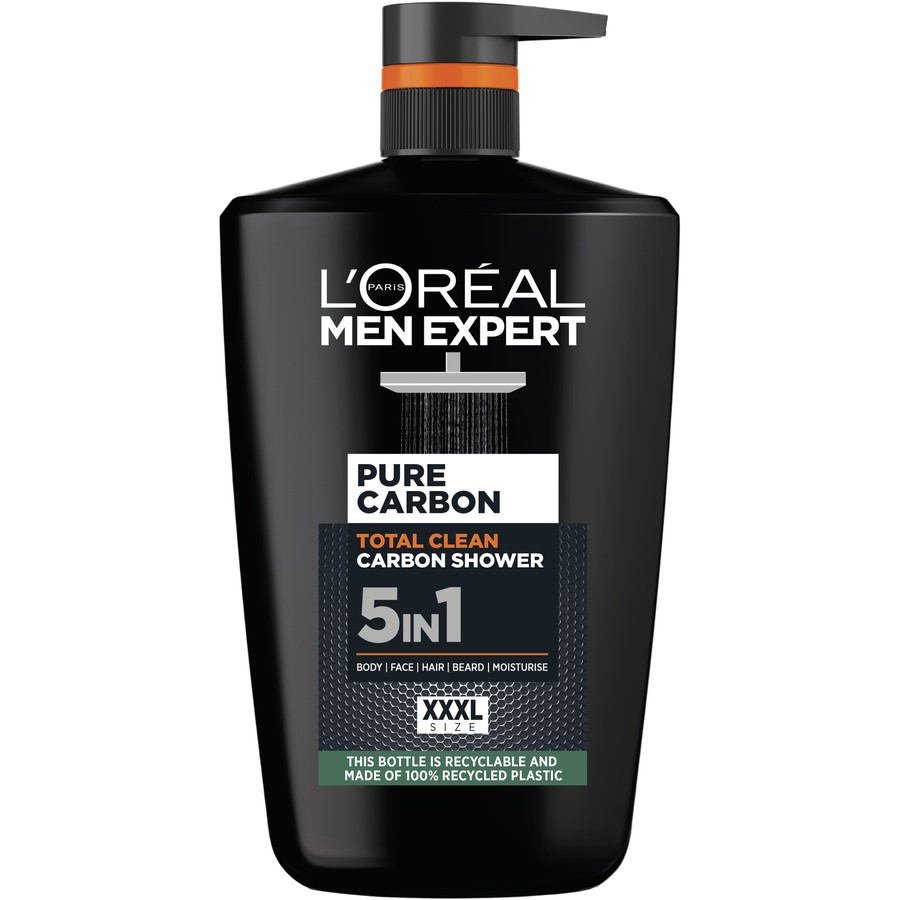 L'ORÉAL
PARIS
MEN EXPERT
PURE
CARBON
TOTAL CLEAN
CARBON SHOWER
5IN1
BODY | FACE | HAIR | BEARD | MOISTURISE
XXXL
SIZE
THIS BOTTLE IS RECYCLABLE AND
MADE OF 100% RECYCLED PLASTIC